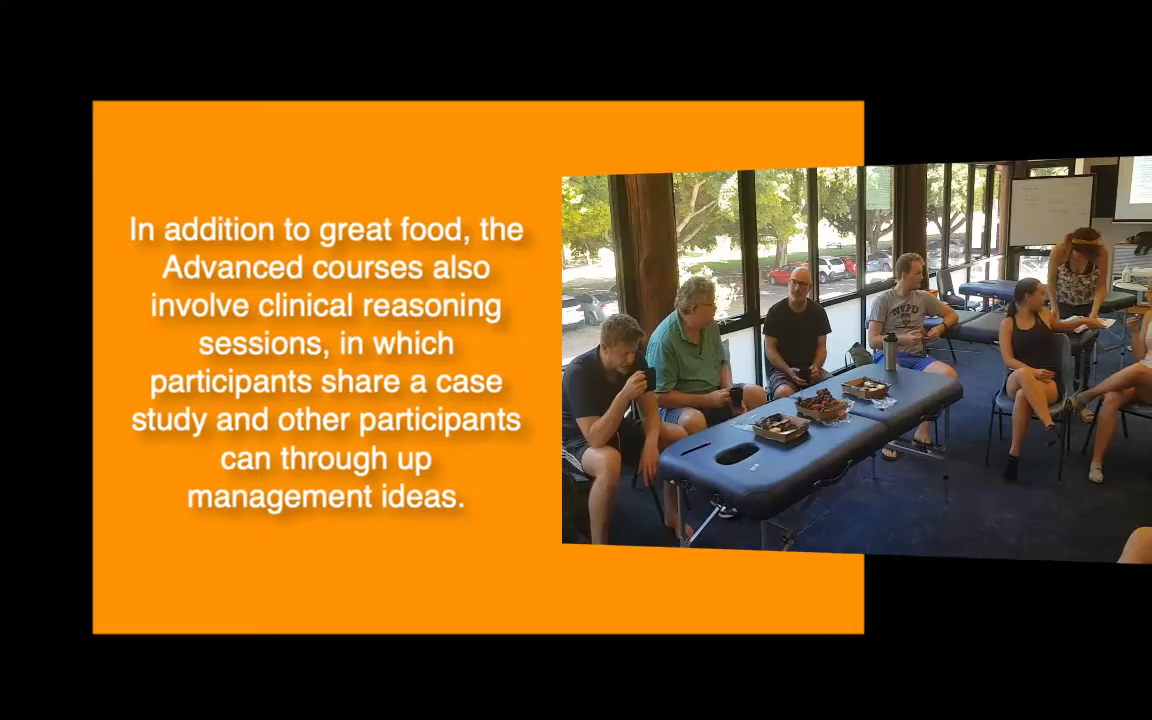 In addition to great food, the
Advanced courses also
involve clinical reasoning
sessions, in which
participants share a case
study and other participants
can through up
management ideas.
NYPD